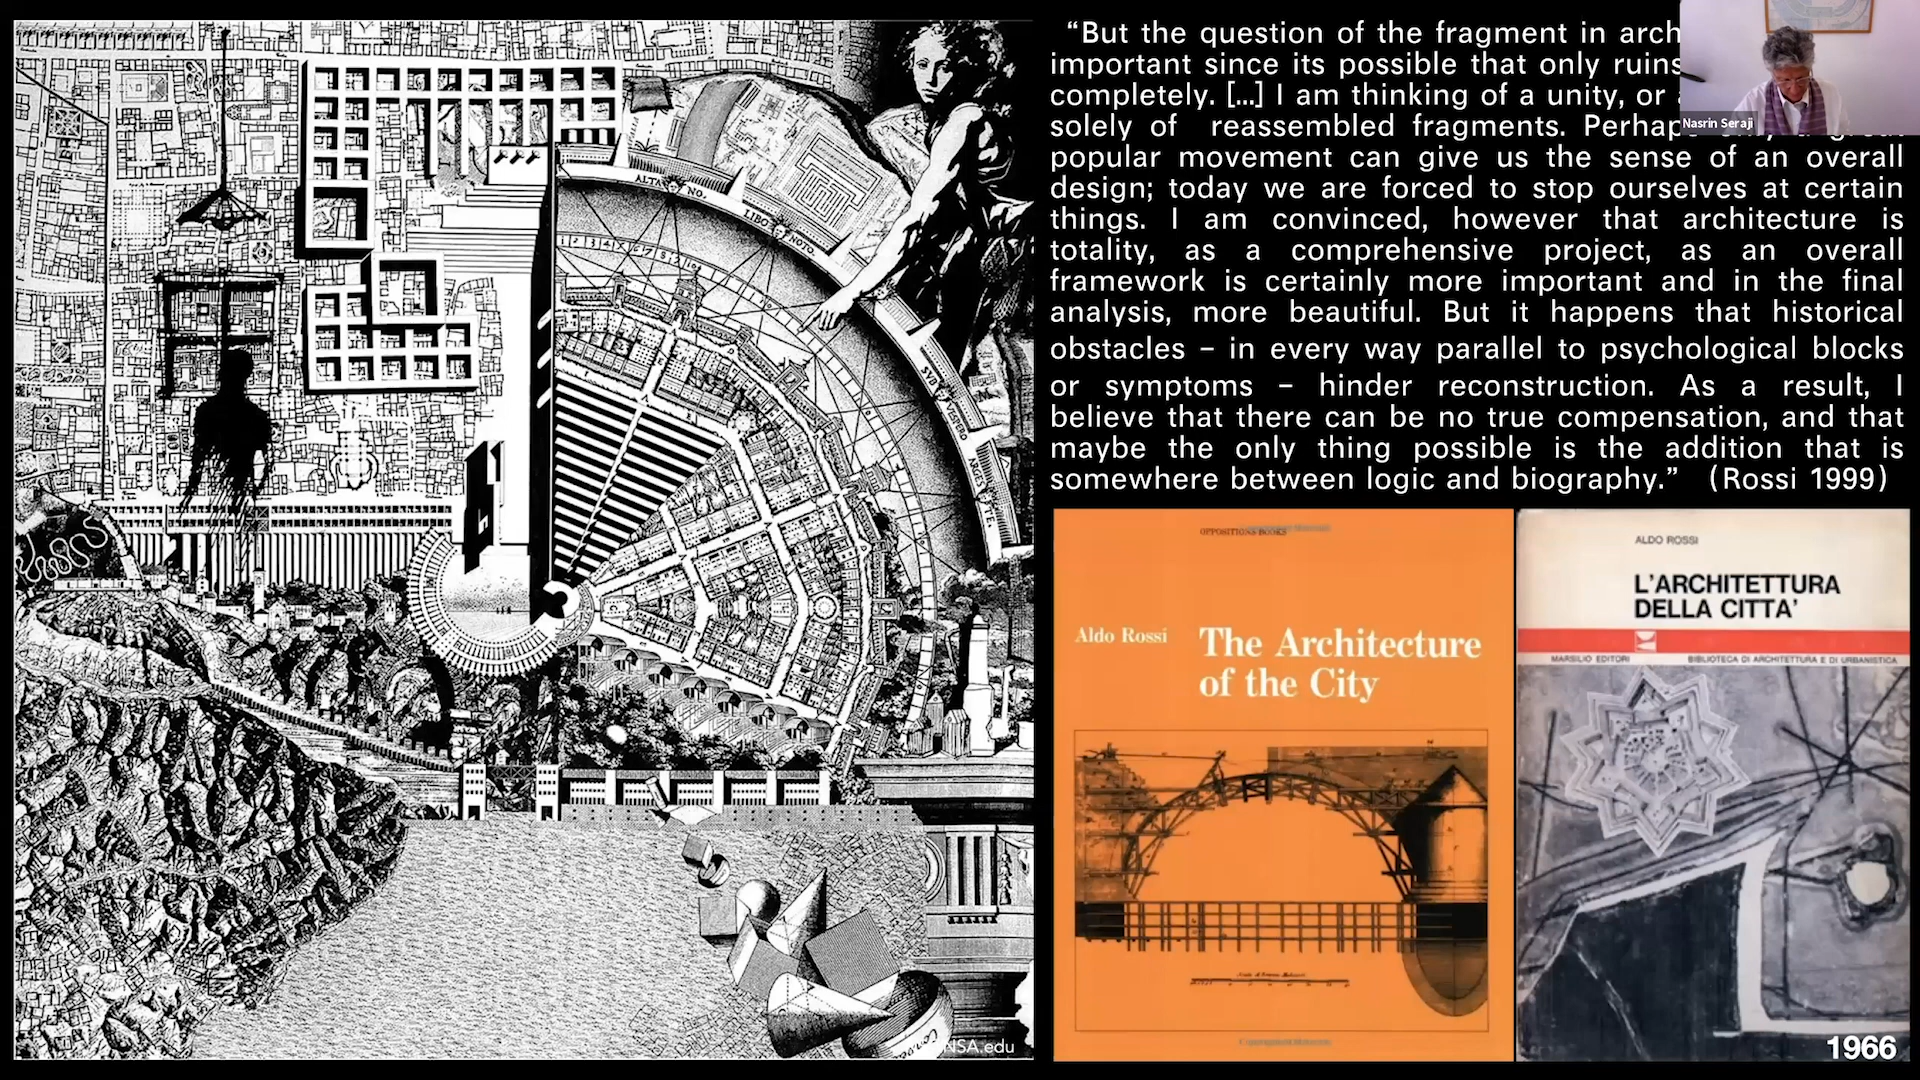 “But the question of the fragment in arch
important since its possible that only ruins
completely. [...] I am thinking of a unity, or
solely of reassembled fragments. Perhap
popular movement can give us the sense of an overall
design; today we are forced to stop ourselves at certain
things. I am convinced, however that architecture is
totality, as a comprehensive project, as an overall
framework is certainly more important and in the final
analysis, more beautiful. But it happens that historical
obstacles – in every way parallel to psychological blocks
or symptoms – hinder reconstruction. As a result, I
believe that there can be no true compensation, and that
maybe the only thing possible is the addition that is
somewhere between logic and biography.” (Rossi 1999)
Nasrin Seraji
ALTA NO.
LIBO NOTO.
SVB VESPERO
NSA.edu
OPPOSITIONS BOOKS
Aldo Rossi
The Architecture
of the City
ALDO ROSSI
L'ARCHITETTURA
DELLA CITTA'
MARSILIO EDITORI
BIBLIOTECA DI ARCHITETTURA E DI URBANISTICA
1966